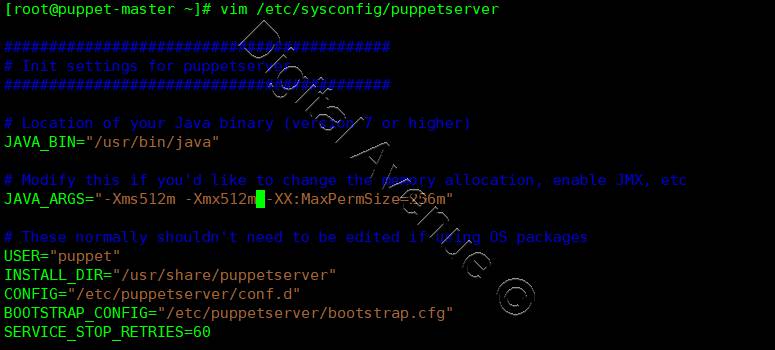 [root@puppet-master ~]# vim /etc/sysconfig/puppetserver
###########################################
# Init settings for puppetserver
###########################################
# Location of your Java binary (version 7 or higher)
JAVA_BIN="/usr/bin/java"
# Modify this if you'd like to change the memory allocation, enable JMX, etc
JAVA_ARGS="-Xms512m -Xmx512m -XX:MaxPermSize=256m"
# These normally shouldn't need to be edited if using OS packages
USER="puppet"
INSTALL_DIR="/usr/share/puppetserver"
CONFIG="/etc/puppetserver/conf.d"
BOOTSTRAP_CONFIG="/etc/puppetserver/bootstrap.cfg"
SERVICE_STOP_RETRIES=60
Digital Avenue ©